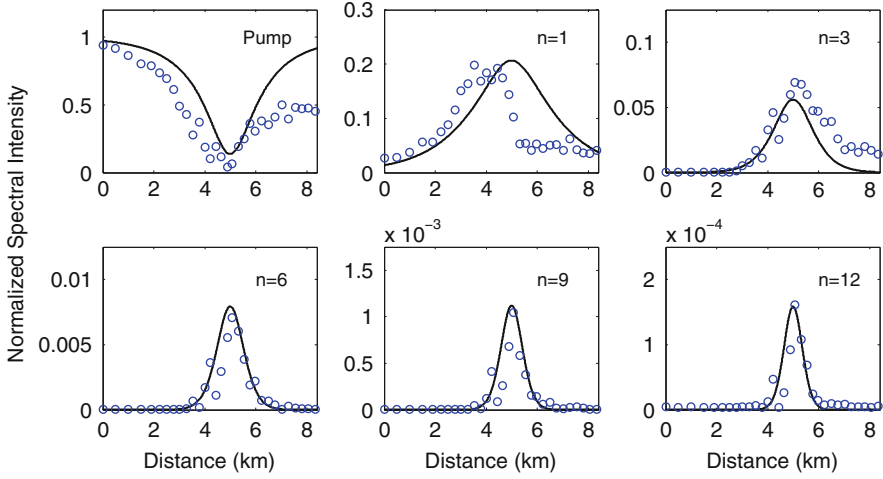 Normalized Spectral Intensity
Pump
1
0.5
0
0 2 4 6 8
n=1
0.3
0.2
0.1
0
0 2 4 6 8
n=3
0.1
0.05
0
0 2 4 6 8
n=6
0.01
0.005
0
0 2 4 6 8
Distance (km)
x 10⁻³
n=9
1.5
1
0.5
0
0 2 4 6 8
Distance (km)
x 10⁻⁴
n=12
2
1
0
0 2 4 6 8
Distance (km)